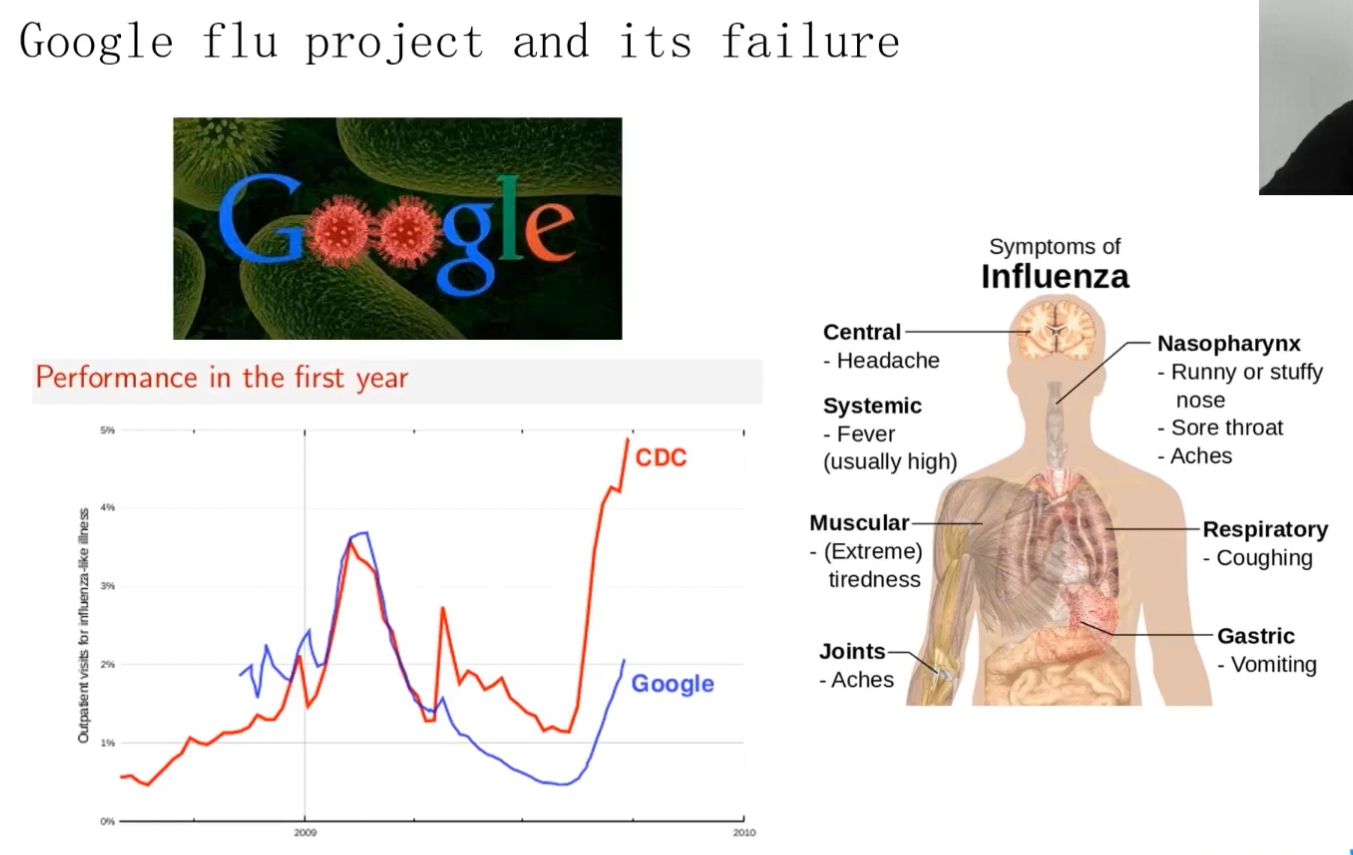 Google flu project and its failure
Google
Performance in the first year
5%
4%
3%
2%
1%
0%
Outpatient visits for influenza-like illness
CDC
Google
2009
2010
Symptoms of
Influenza
Central
- Headache
Systemic
- Fever
(usually high)
Muscular
- (Extreme)
tiredness
Joints
- Aches
Nasopharynx
- Runny or stuffy
nose
- Sore throat
- Aches
Respiratory
- Coughing
Gastric
- Vomiting